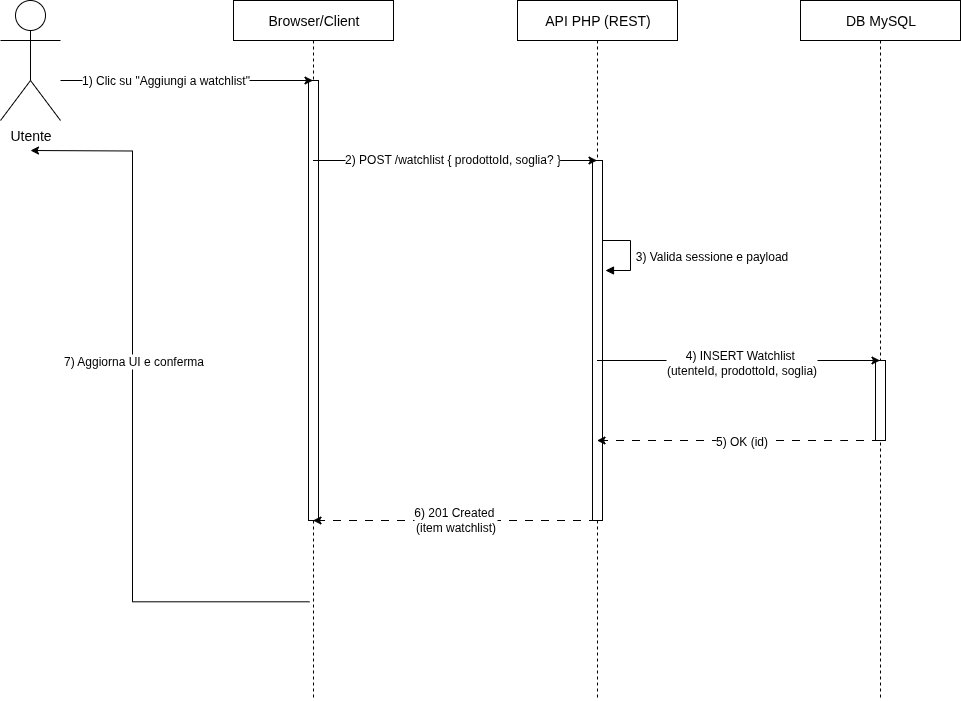 Browser/Client
API PHP (REST)
DB MySQL
1) Clic su "Aggiungi a watchlist"
Utente
2) POST /watchlist { prodottoId, soglia? }
3) Valida sessione e payload
7) Aggiorna UI e conferma
4) INSERT Watchlist
(utenteId, prodottoId, soglia)
5) OK (id)
6) 201 Created
(item watchlist)